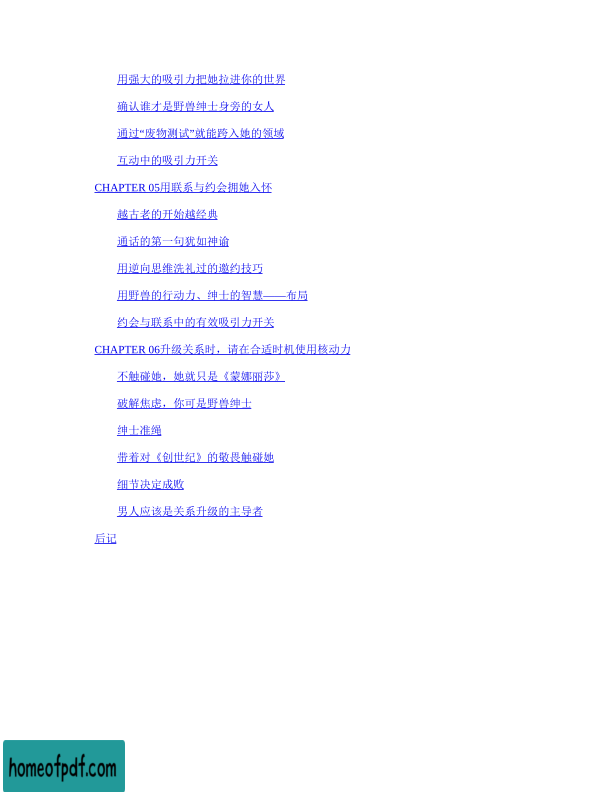 用强大的吸引力把她拉进你的世界
确认谁才是野兽绅士身旁的女人
通过“废物测试”就能跨入她的领域
互动中的吸引力开关
CHAPTER 05用联系与约会拥她入怀
越古老的开始越经典
通话的第一句犹如神谕
用逆向思维洗礼过的邀约技巧
用野兽的行动力、绅士的智慧——布局
约会与联系中的有效吸引力开关
CHAPTER 06升级关系时，请在合适时机使用核动力
不触碰她，她就只是《蒙娜丽莎》
破解焦虑，你可是野兽绅士
绅士准绳
带着对《创世纪》的敬畏触碰她
细节决定成败
男人应该是关系升级的主导者
后记
homeofpdf.com